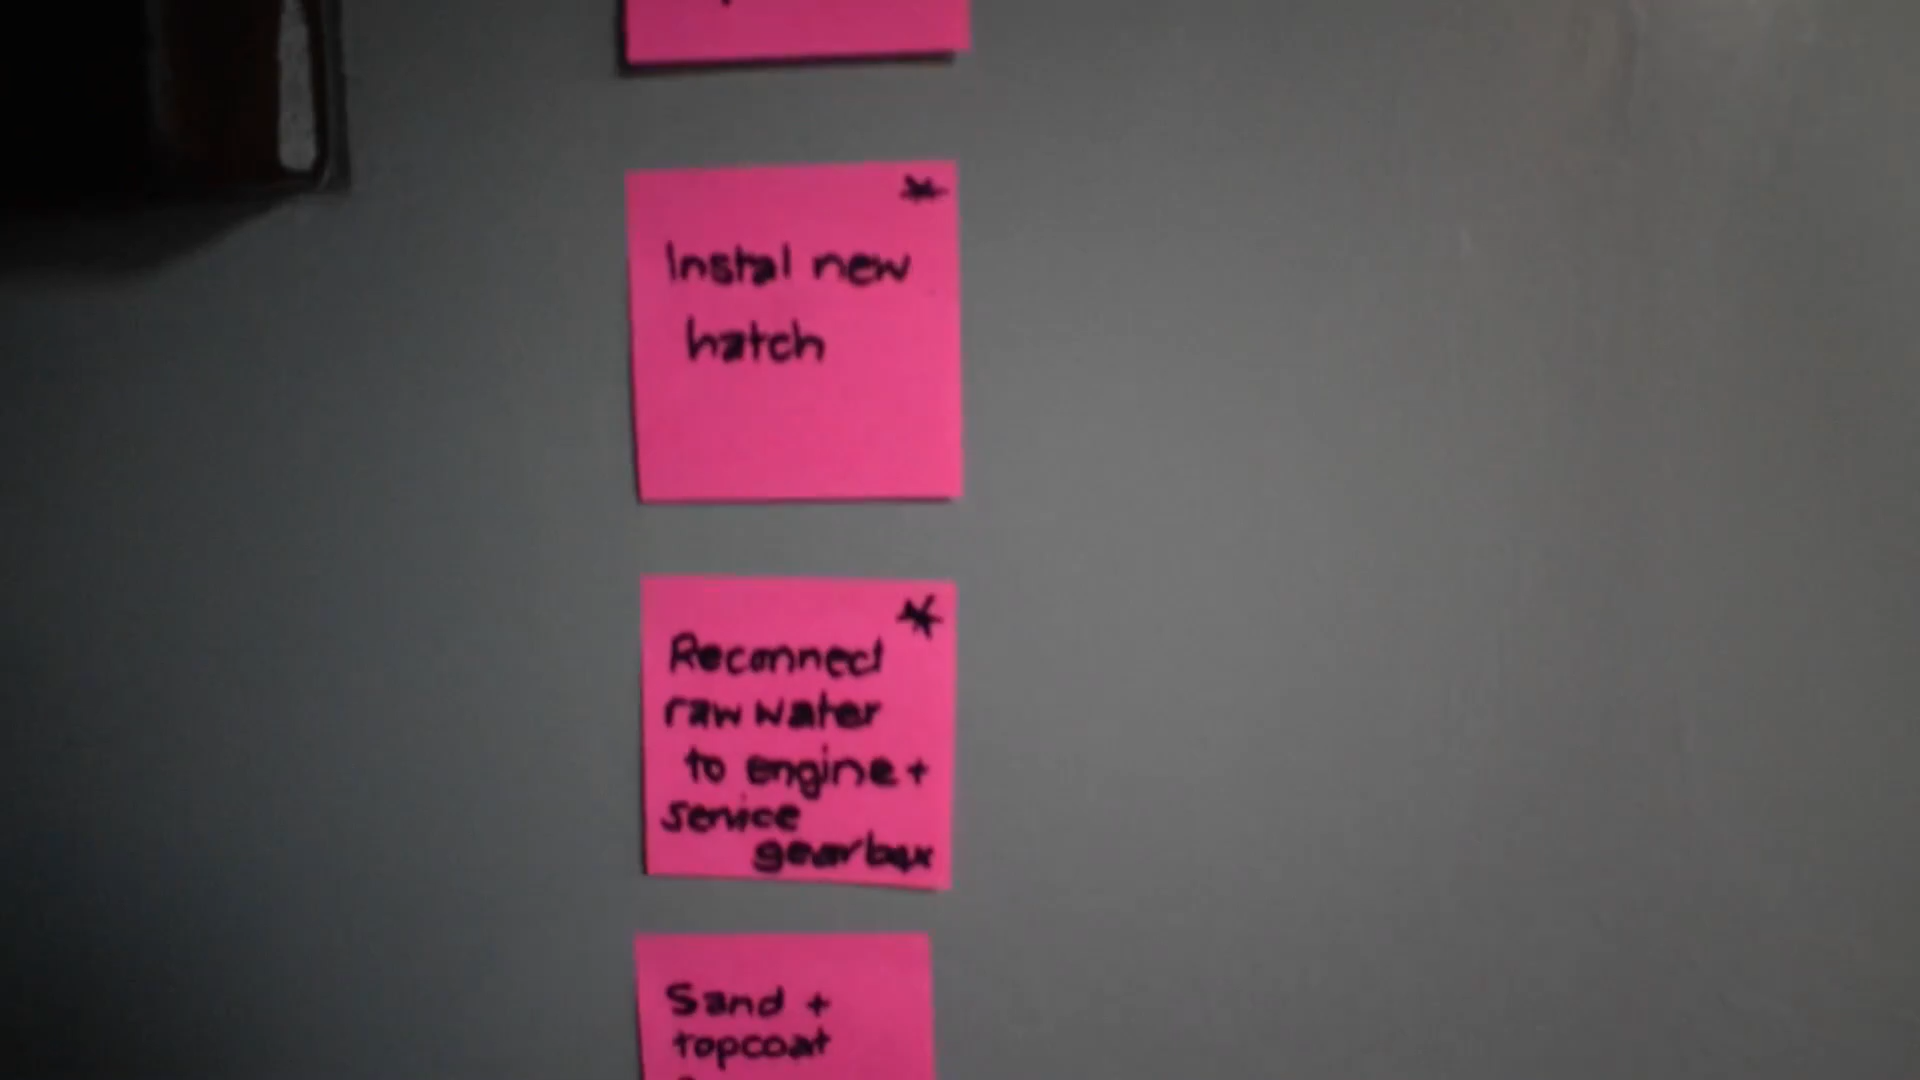 *
Instal new
hatch
*
Reconnect
raw water
to engine +
service
gearbox
Sand +
topcoat